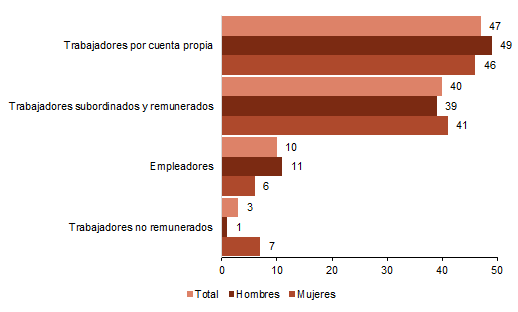 Trabajadores por cuenta propia
47
49
46
Trabajadores subordinados y remunerados
40
39
41
Empleadores
10
11
6
Trabajadores no remunerados
3
1
7
0 10 20 30 40 50
Total Hombres Mujeres